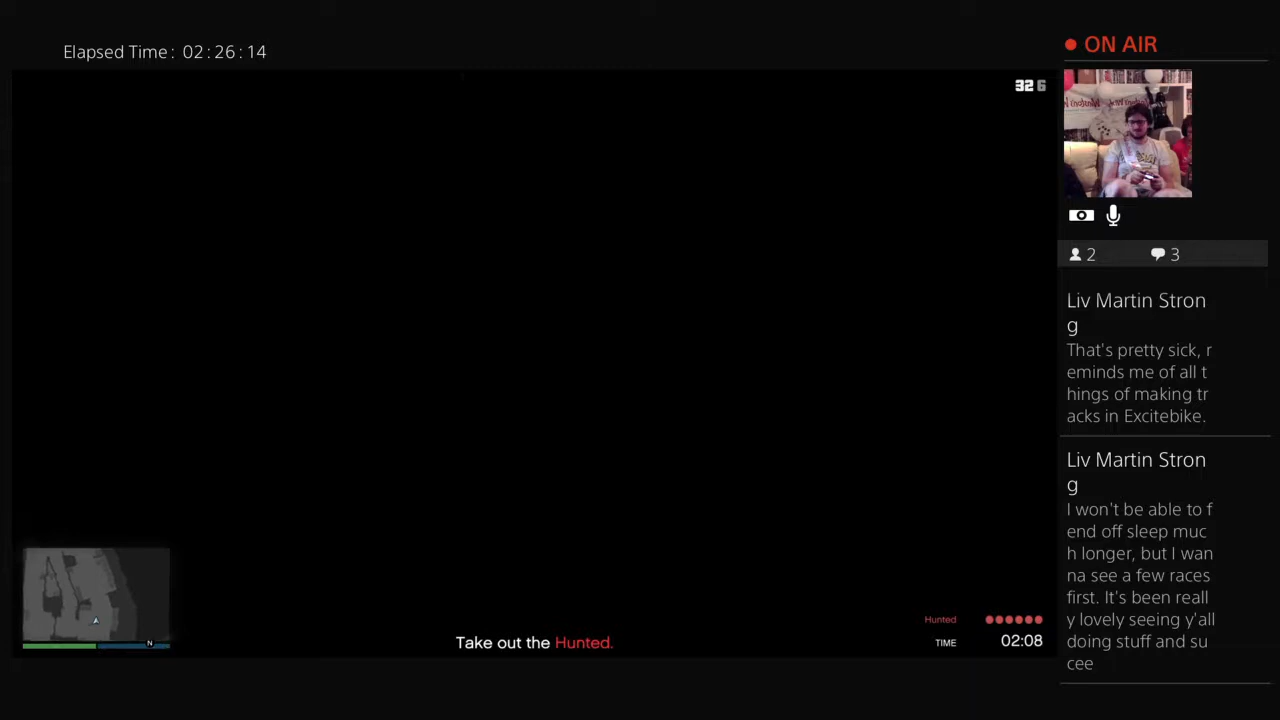 Elapsed Time: 02:26:14
ON AIR
32 6
2 3
Liv Martin Stron
g
That's pretty sick, r
eminds me of all t
hings of making tr
acks in Excitebike.
Liv Martin Stron
g
I won't be able to f
end off sleep muc
h longer, but I wan
na see a few races
first. It's been reall
y lovely seeing y'all
doing stuff and su
cee
N
Hunted
Take out the Hunted.
TIME 02:08